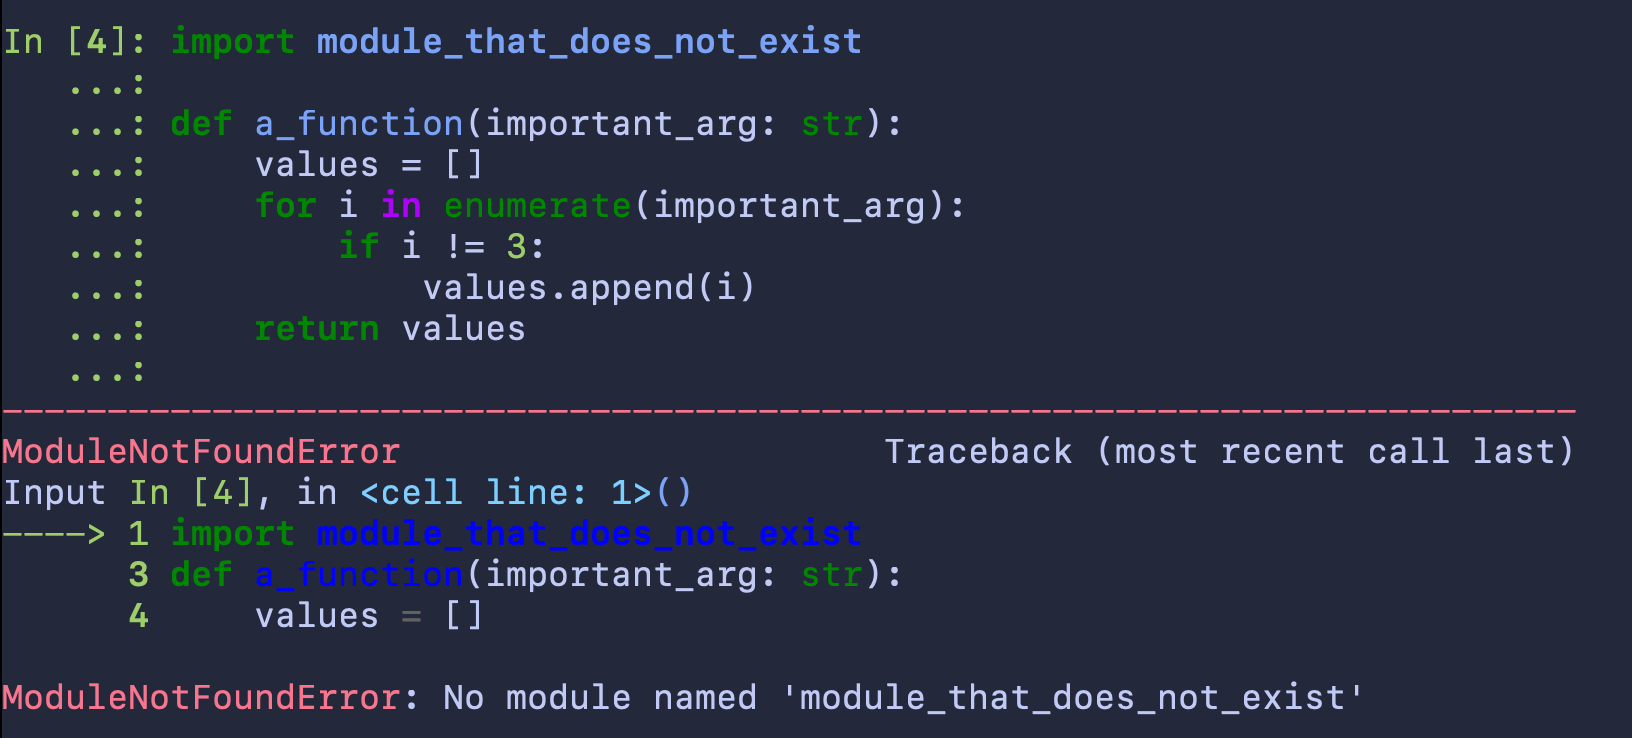 In [4]: import module_that_does_not_exist
   ...:
   ...: def a_function(important_arg: str):
   ...:     values = []
   ...:     for i in enumerate(important_arg):
   ...:         if i != 3:
   ...:             values.append(i)
   ...:     return values
   ...:
---------------------------------------------------------------------------
ModuleNotFoundError                       Traceback (most recent call last)
Input In [4], in <cell line: 1>()
----> 1 import module_that_does_not_exist
      3 def a_function(important_arg: str):
      4     values = []

ModuleNotFoundError: No module named 'module_that_does_not_exist'